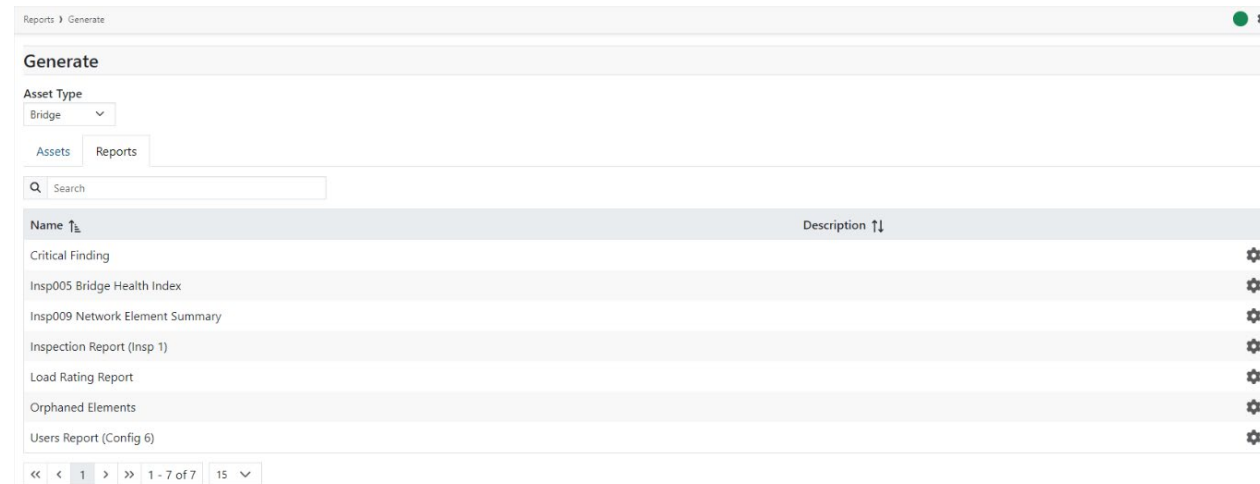 Reports ❯ Generate
Generate
Asset Type
Bridge
Assets Reports
Search
Name Description
Critical Finding
Insp005 Bridge Health Index
Insp009 Network Element Summary
Inspection Report (Insp 1)
Load Rating Report
Orphaned Elements
Users Report (Config 6)
« ‹ 1 › » 1 - 7 of 7 15